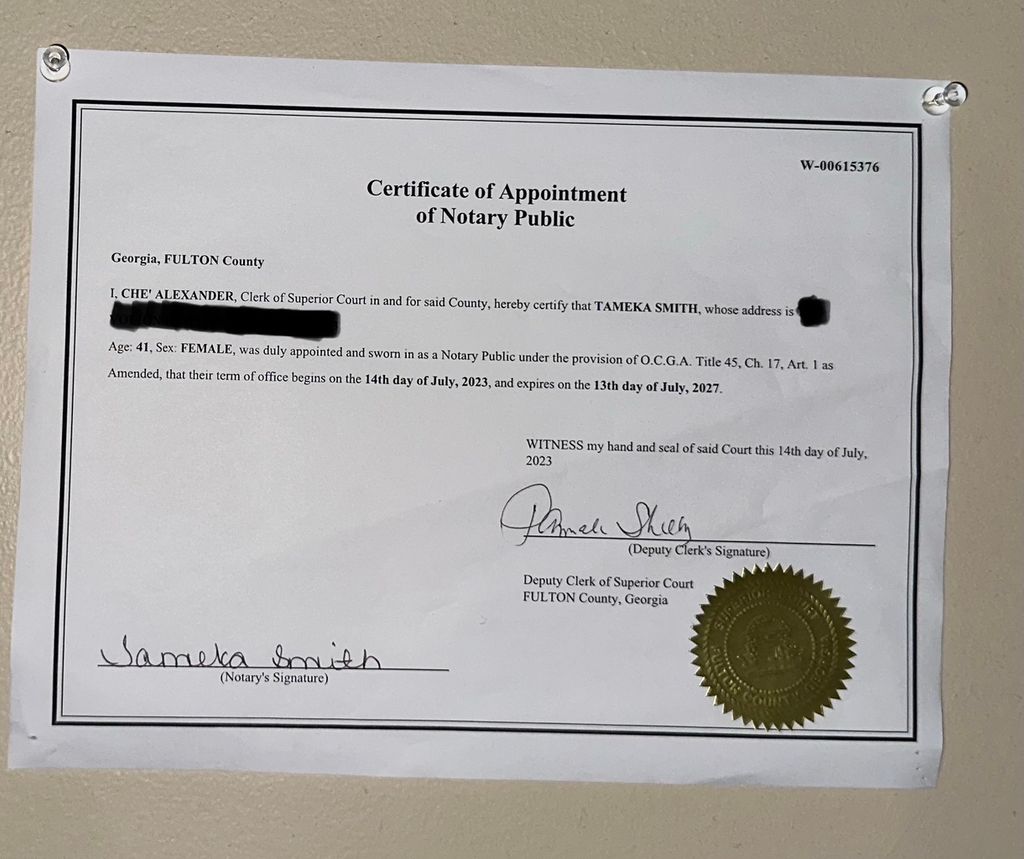 W-00615376
Certificate of Appointment
of Notary Public
Georgia, FULTON County
I, CHE' ALEXANDER, Clerk of Superior Court in and for said County, hereby certify that TAMEKA SMITH, whose address is
Age: 41, Sex: FEMALE, was duly appointed and sworn in as a Notary Public under the provision of O.C.G.A. Title 45, Ch. 17, Art. 1 as
Amended, that their term of office begins on the 14th day of July, 2023, and expires on the 13th day of July, 2027.
WITNESS my hand and seal of said Court this 14th day of July,
2023
(Deputy Clerk's Signature)
Deputy Clerk of Superior Court
FULTON County, Georgia
Tameka Smith
(Notary's Signature)
SUPERIOR COURT
FULTON COUNTY